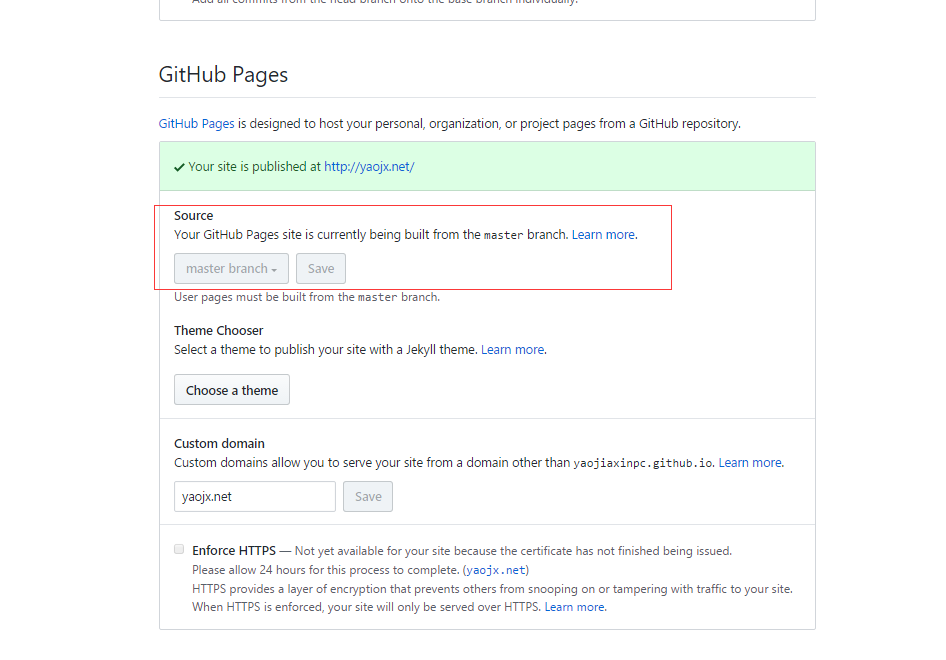 Add all commits from the head branch onto the base branch individually.
GitHub Pages
GitHub Pages is designed to host your personal, organization, or project pages from a GitHub repository.
✓ Your site is published at http://yaojx.net/
Source
Your GitHub Pages site is currently being built from the master branch. Learn more.
master branch Save
User pages must be built from the master branch.
Theme Chooser
Select a theme to publish your site with a Jekyll theme. Learn more.
Choose a theme
Custom domain
Custom domains allow you to serve your site from a domain other than yaojiaxinpc.github.io. Learn more.
yaojx.net Save
Enforce HTTPS — Not yet available for your site because the certificate has not finished being issued.
Please allow 24 hours for this process to complete. (yaojx.net)
HTTPS provides a layer of encryption that prevents others from snooping on or tampering with traffic to your site.
When HTTPS is enforced, your site will only be served over HTTPS. Learn more.